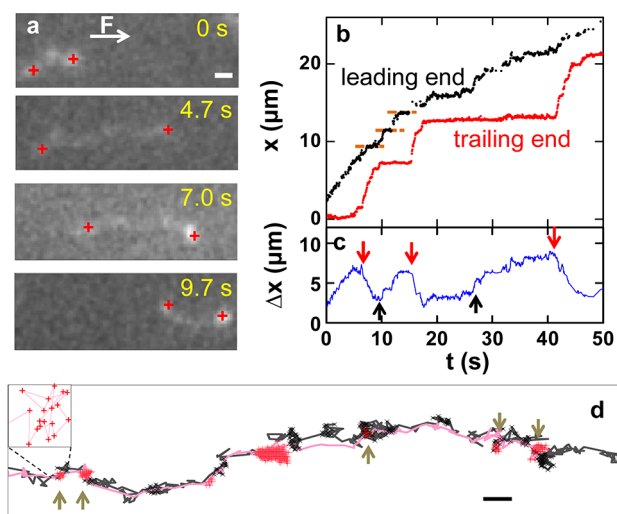 a
F
0 s
4.7 s
7.0 s
9.7 s
b
20
10
0
x (μm)
leading end
trailing end
c
10
5
0
Δx (μm)
0 10 20 30 40 50
t (s)
d